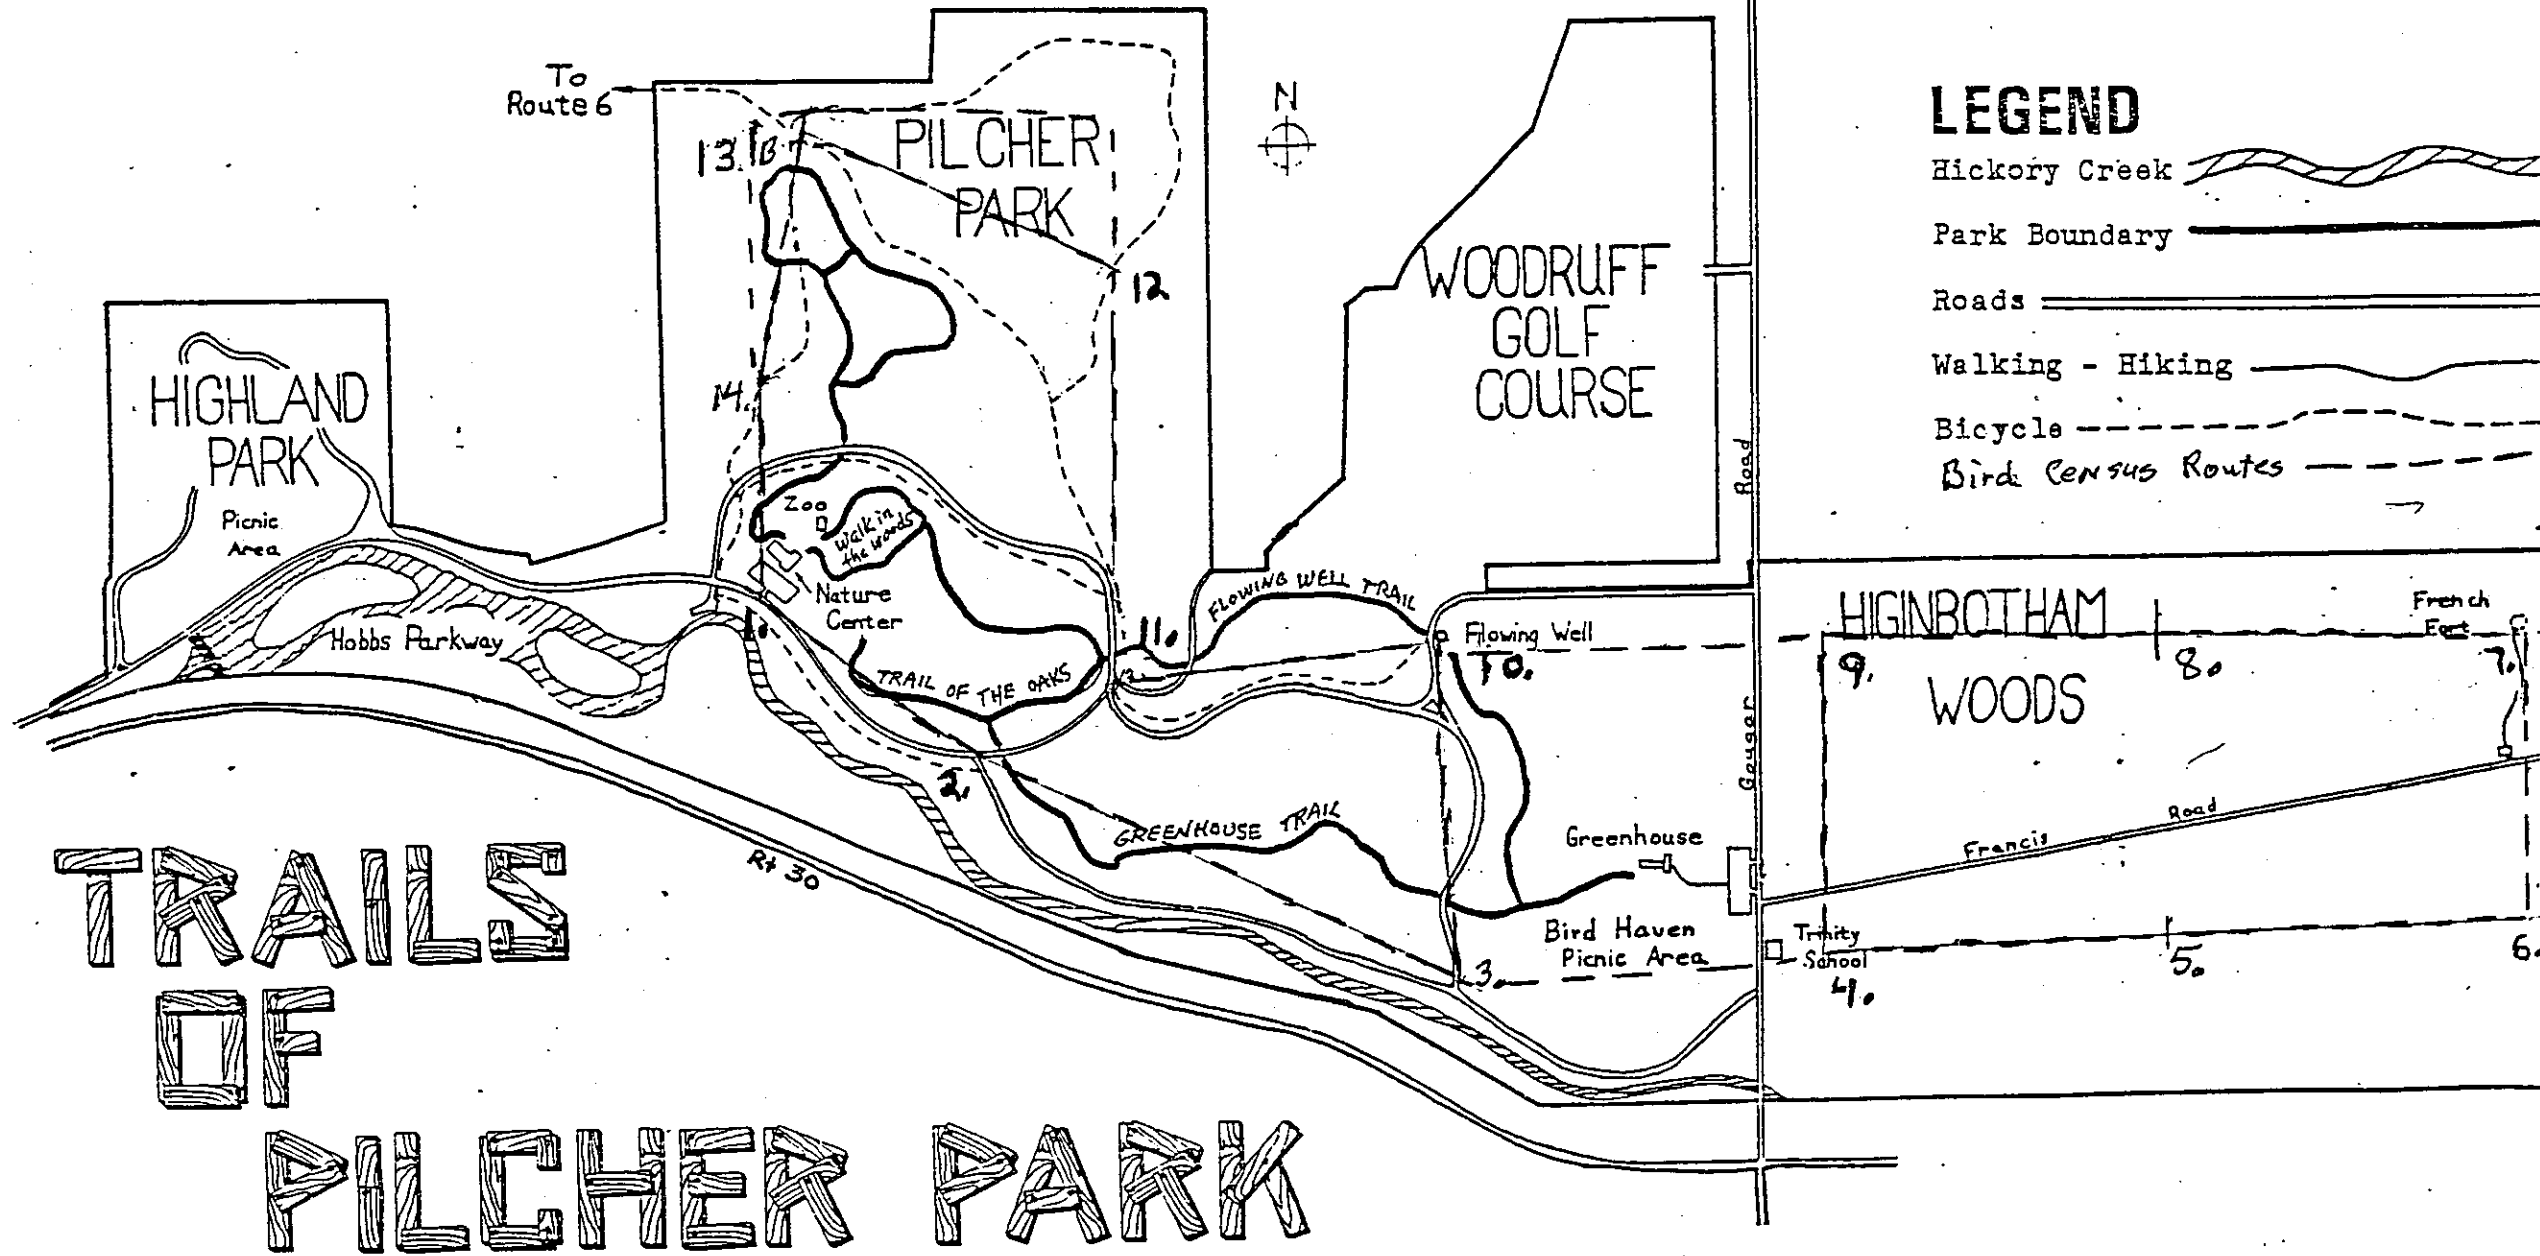 To
Route 6
N
PILCHER
PARK
13.
13
12
14.
HIGHLAND
PARK
Picnic
Area
Hobbs Parkway
WOODRUFF
GOLF
COURSE
Road
Gougar
LEGEND
Hickory Creek
Park Boundary
Roads
Walking - Hiking
Bicycle
Bird Census Routes
Zoo
Walk in
the woods
Nature
Center
TRAIL OF THE OAKS
11.
FLOWING WELL TRAIL
Flowing Well
10.
HIGINBOTHAM
WOODS
French
Fort
9.
8.
7.
2.
GREENHOUSE TRAIL
Greenhouse
Rt 30
Francis Road
Bird Haven
Picnic Area
Trinity
School
3.
4.
5.
6.
TRAILS
OF
PILCHER PARK